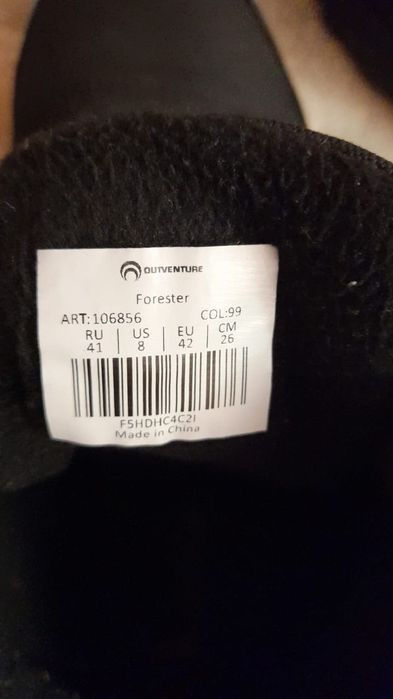 OUTVENTURE
Forester
ART:106856 COL:99
RU | US | EU | CM
41 | 8 | 42 | 26
F5HDHC4C2I
Made in China